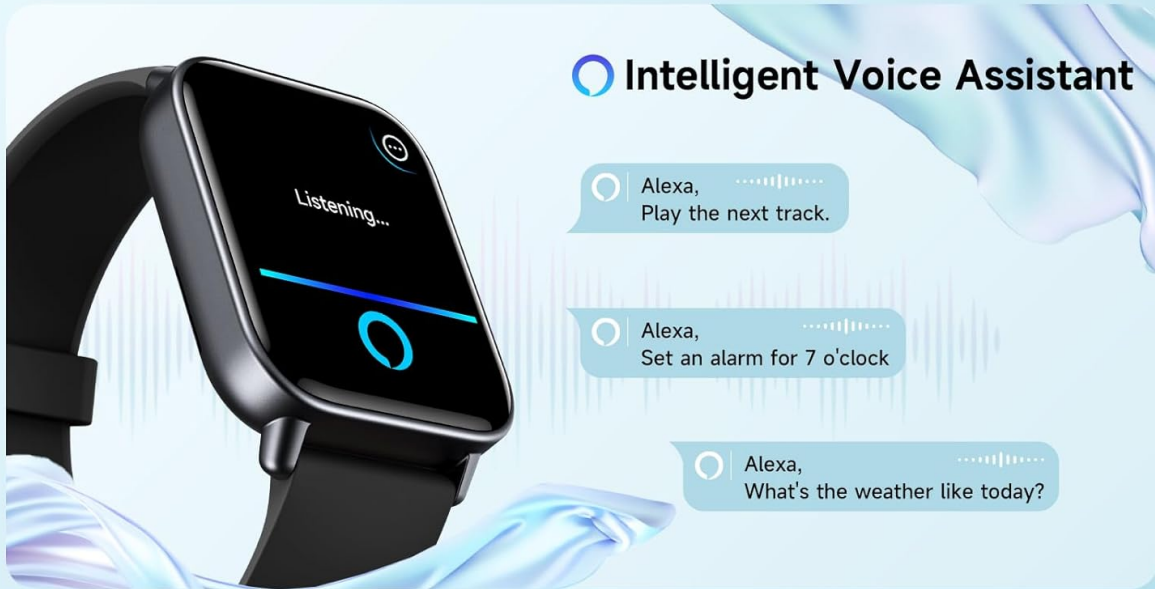 Intelligent Voice Assistant
Listening...
Alexa,
Play the next track.
Alexa,
Set an alarm for 7 o'clock
Alexa,
What's the weather like today?